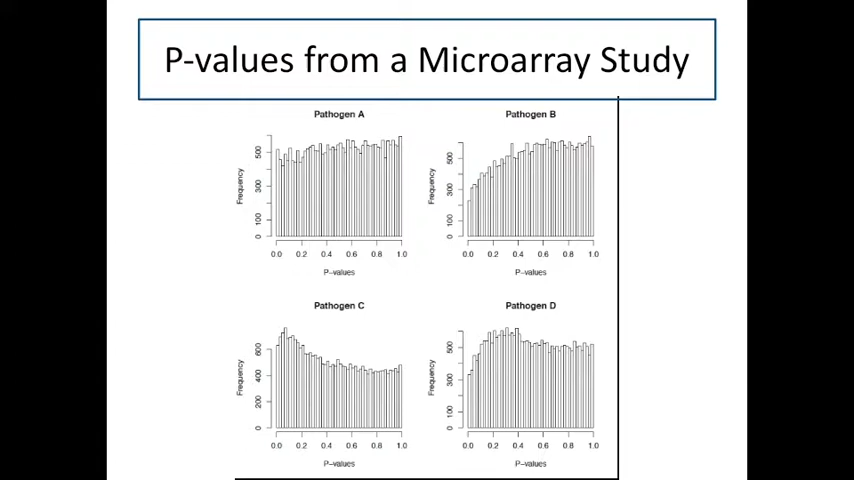 P-values from a Microarray Study
Pathogen A
Pathogen B
Frequency
0 100 300 500
0.0 0.2 0.4 0.6 0.8 1.0
P-values
Frequency
0 100 300 500
0.0 0.2 0.4 0.6 0.8 1.0
P-values
Pathogen C
Pathogen D
Frequency
0 200 400 600
0.0 0.2 0.4 0.6 0.8 1.0
P-values
Frequency
0 100 300 500
0.0 0.2 0.4 0.6 0.8 1.0
P-values